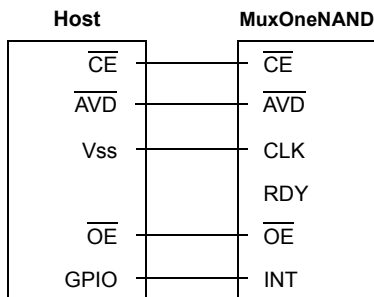 Host MuxOneNAND
CE CE
AVD AVD
Vss CLK
RDY
OE OE
GPIO INT